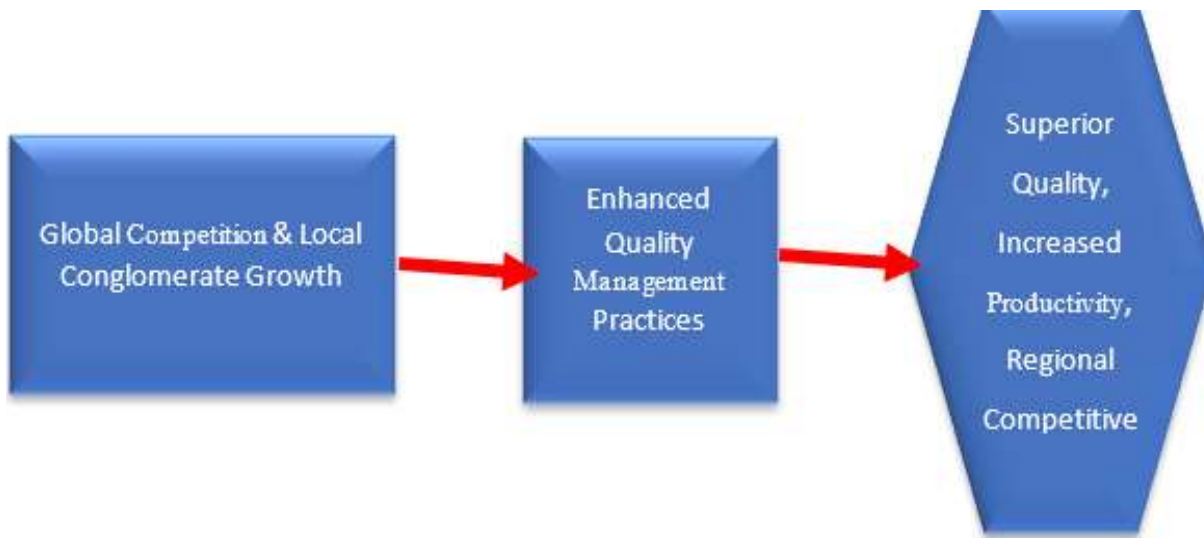 Global Competition & Local
Conglomerate Growth
Enhanced
Quality
Management
Practices
Superior
Quality,
Increased
Productivity,
Regional
Competitive